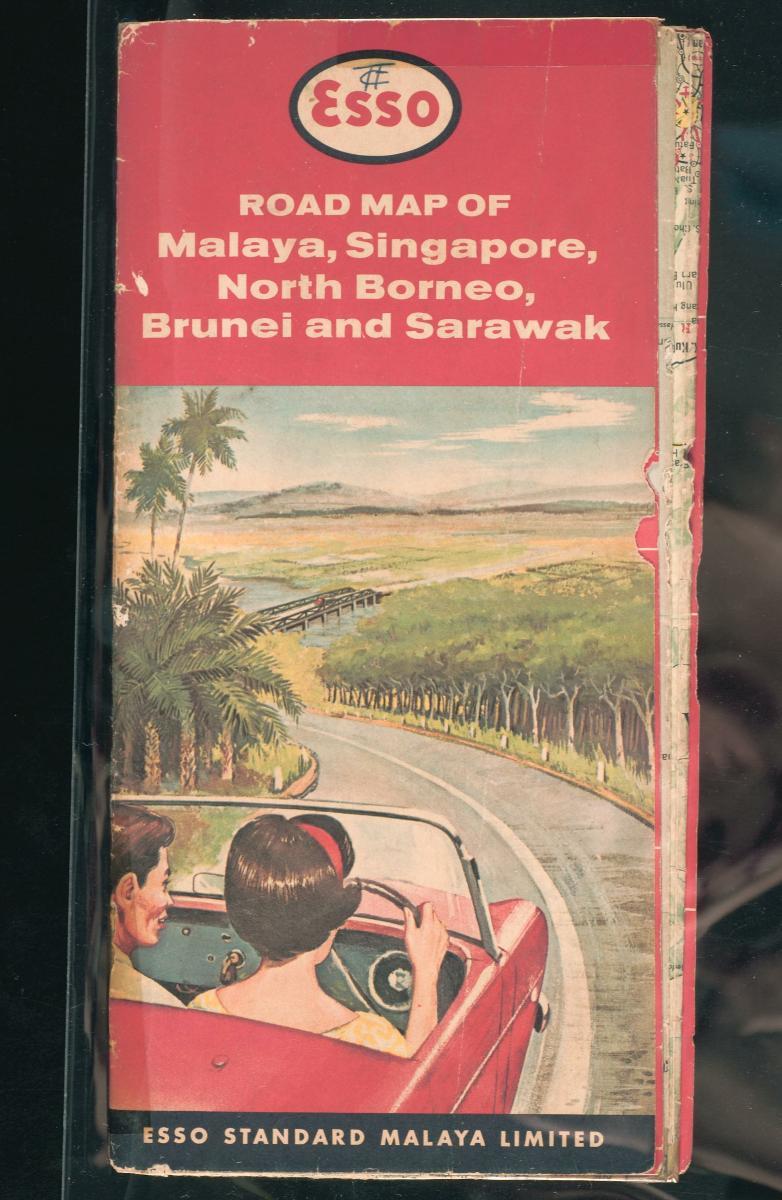 Esso
ROAD MAP OF
Malaya, Singapore,
North Borneo,
Brunei and Sarawak
ESSO STANDARD MALAYA LIMITED